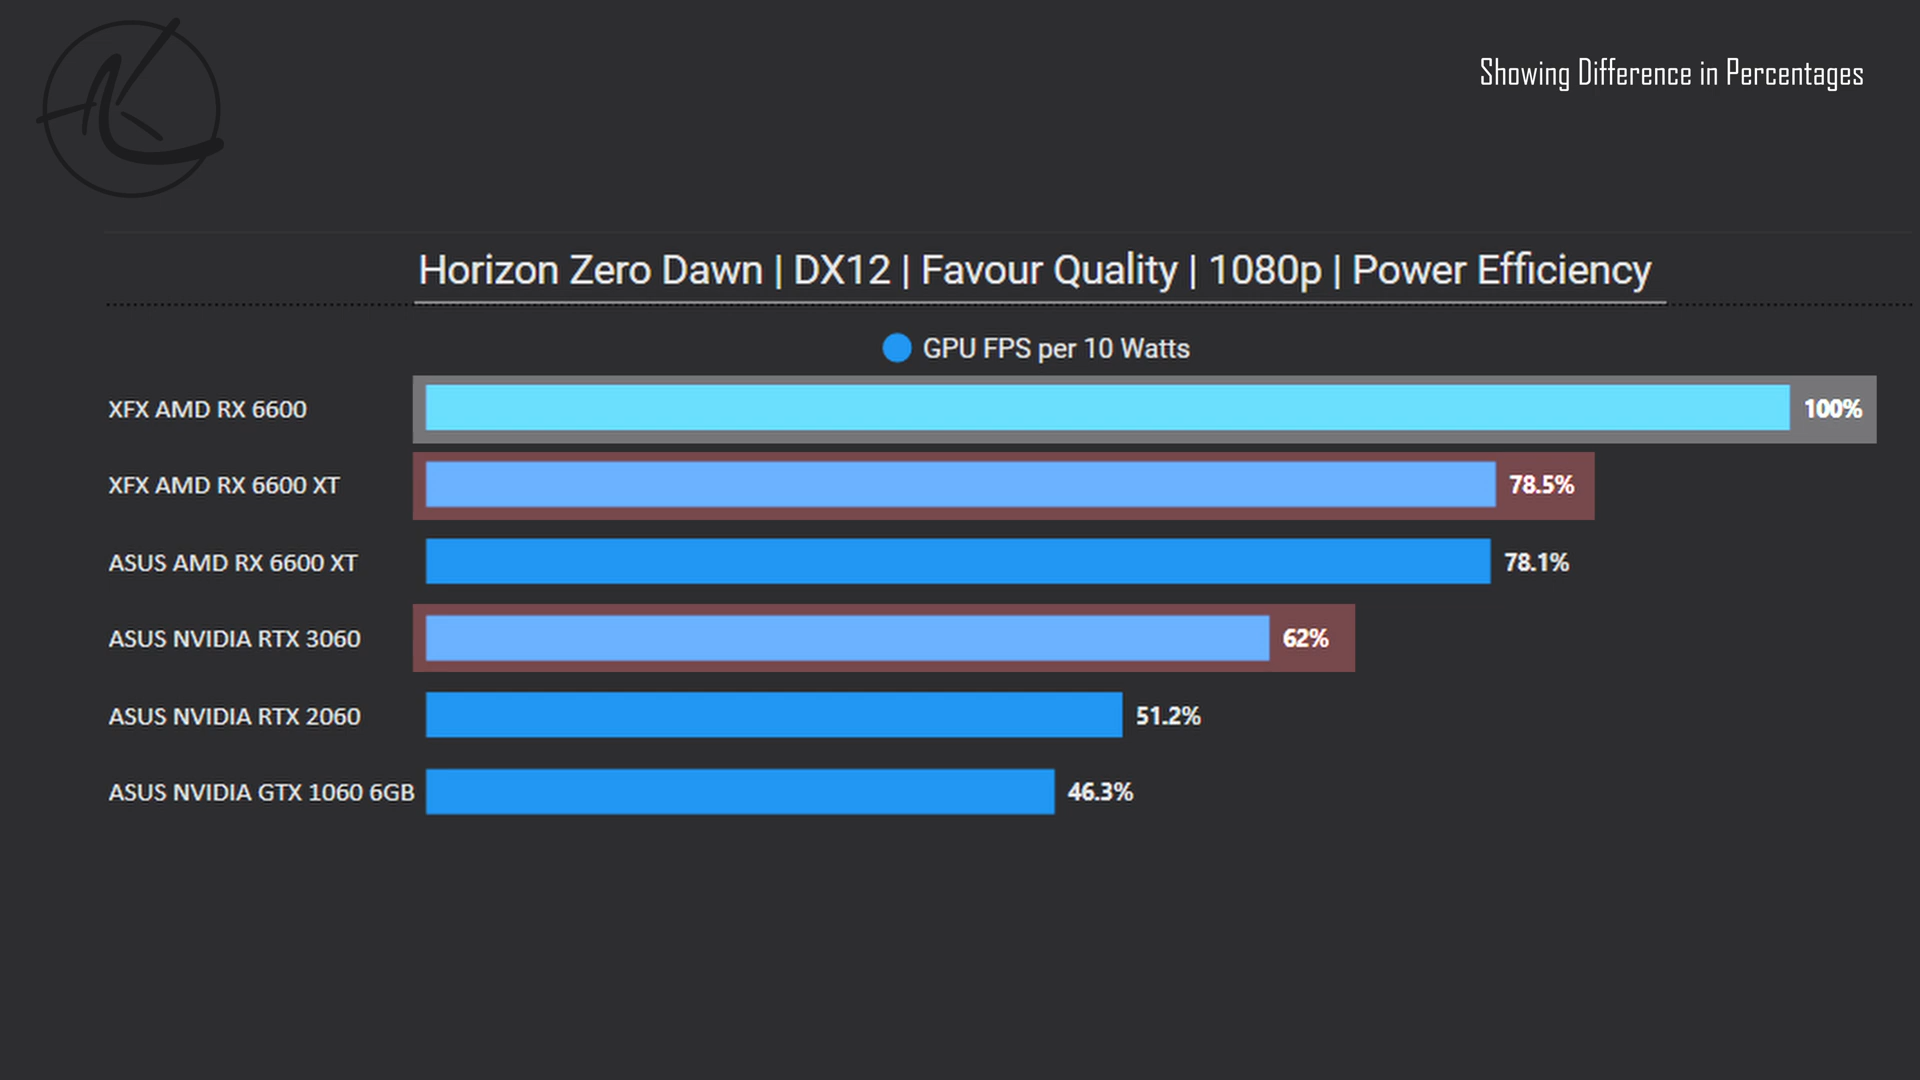 Showing Difference in Percentages
Horizon Zero Dawn | DX12 | Favour Quality | 1080p | Power Efficiency
GPU FPS per 10 Watts
XFX AMD RX 6600 100%
XFX AMD RX 6600 XT 78.5%
ASUS AMD RX 6600 XT 78.1%
ASUS NVIDIA RTX 3060 62%
ASUS NVIDIA RTX 2060 51.2%
ASUS NVIDIA GTX 1060 6GB 46.3%